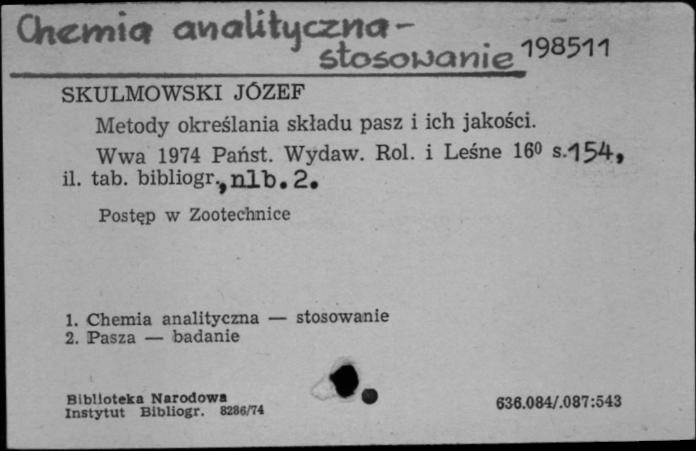 Chemia analityczna-
stosowanie 198511
SKULMOWSKI JÓZEF
Metody określania składu pasz i ich jakości.
Wwa 1974 Państ. Wydaw. Rol. i Leśne 16⁰ s.154,
il. tab. bibliogr., nlb. 2.
Postęp w Zootechnice
1. Chemia analityczna — stosowanie
2. Pasza — badanie
Biblioteka Narodowa
Instytut Bibliogr. 8286/74
636.084/.087:543